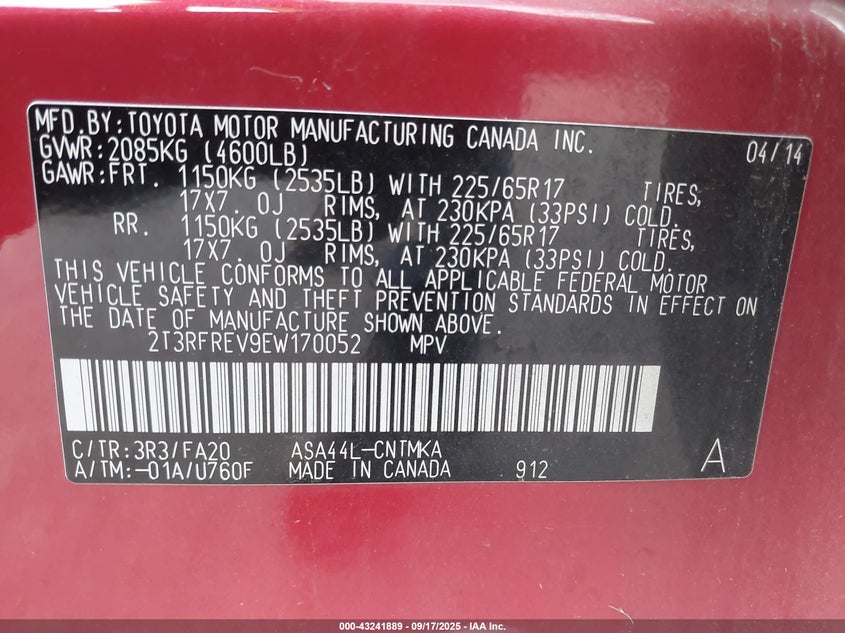 MFD.BY:TOYOTA MOTOR MANUFACTURING CANADA INC. 04/14
GVWR:2085KG (4600LB)
GAWR:FRT. 1150KG (2535LB) WITH 225/65R17 TIRES,
17X7. 0J RIMS, AT 230KPA (33PSI) COLD.
RR. 1150KG (2535LB) WITH 225/65R17 TIRES,
17X7. 0J RIMS, AT 230KPA (33PSI) COLD.
THIS VEHICLE CONFORMS TO ALL APPLICABLE FEDERAL MOTOR
VEHICLE SAFETY AND THEFT PREVENTION STANDARDS IN EFFECT ON
THE DATE OF MANUFACTURE SHOWN ABOVE.
2T3RFREV9EW170052 MPV
C/TR:3R3/FA20 ASA44L-CNTMKA
A/TM:-01A/U760F MADE IN CANADA 912 A
000-43241889 - 09/17/2025 - IAA Inc.